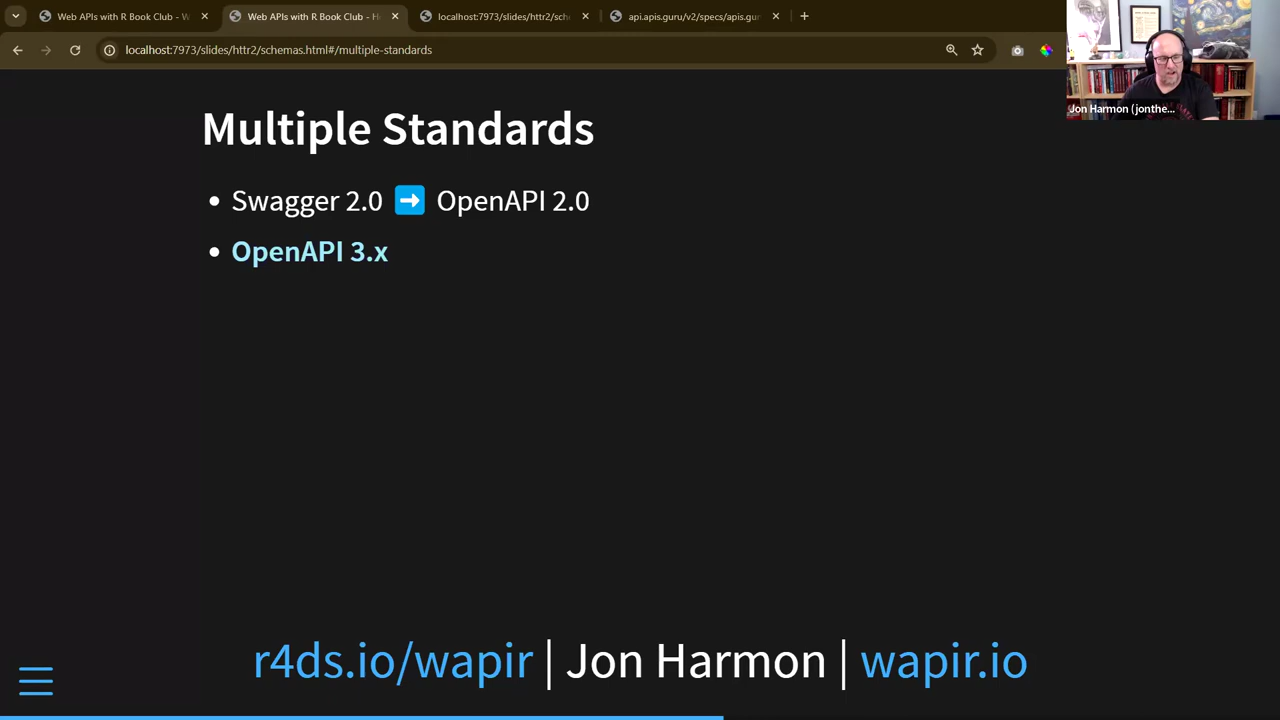 Web APIs with R Book Club - W
Web APIs with R Book Club - H
localhost:7973/slides/httr2/sch
api.apis.guru/v2/specs/apis.gur
localhost:7973/slides/httr2/schemas.html#/multiple-standards
Jon Harmon (jonthe...
Multiple Standards
Swagger 2.0 ➡ OpenAPI 2.0
OpenAPI 3.x
r4ds.io/wapir | Jon Harmon | wapir.io